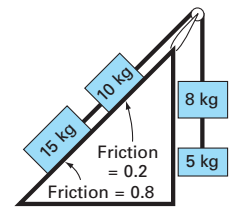 10 kg
8 kg
15 kg
Friction
= 0.2
5 kg
Friction = 0.8